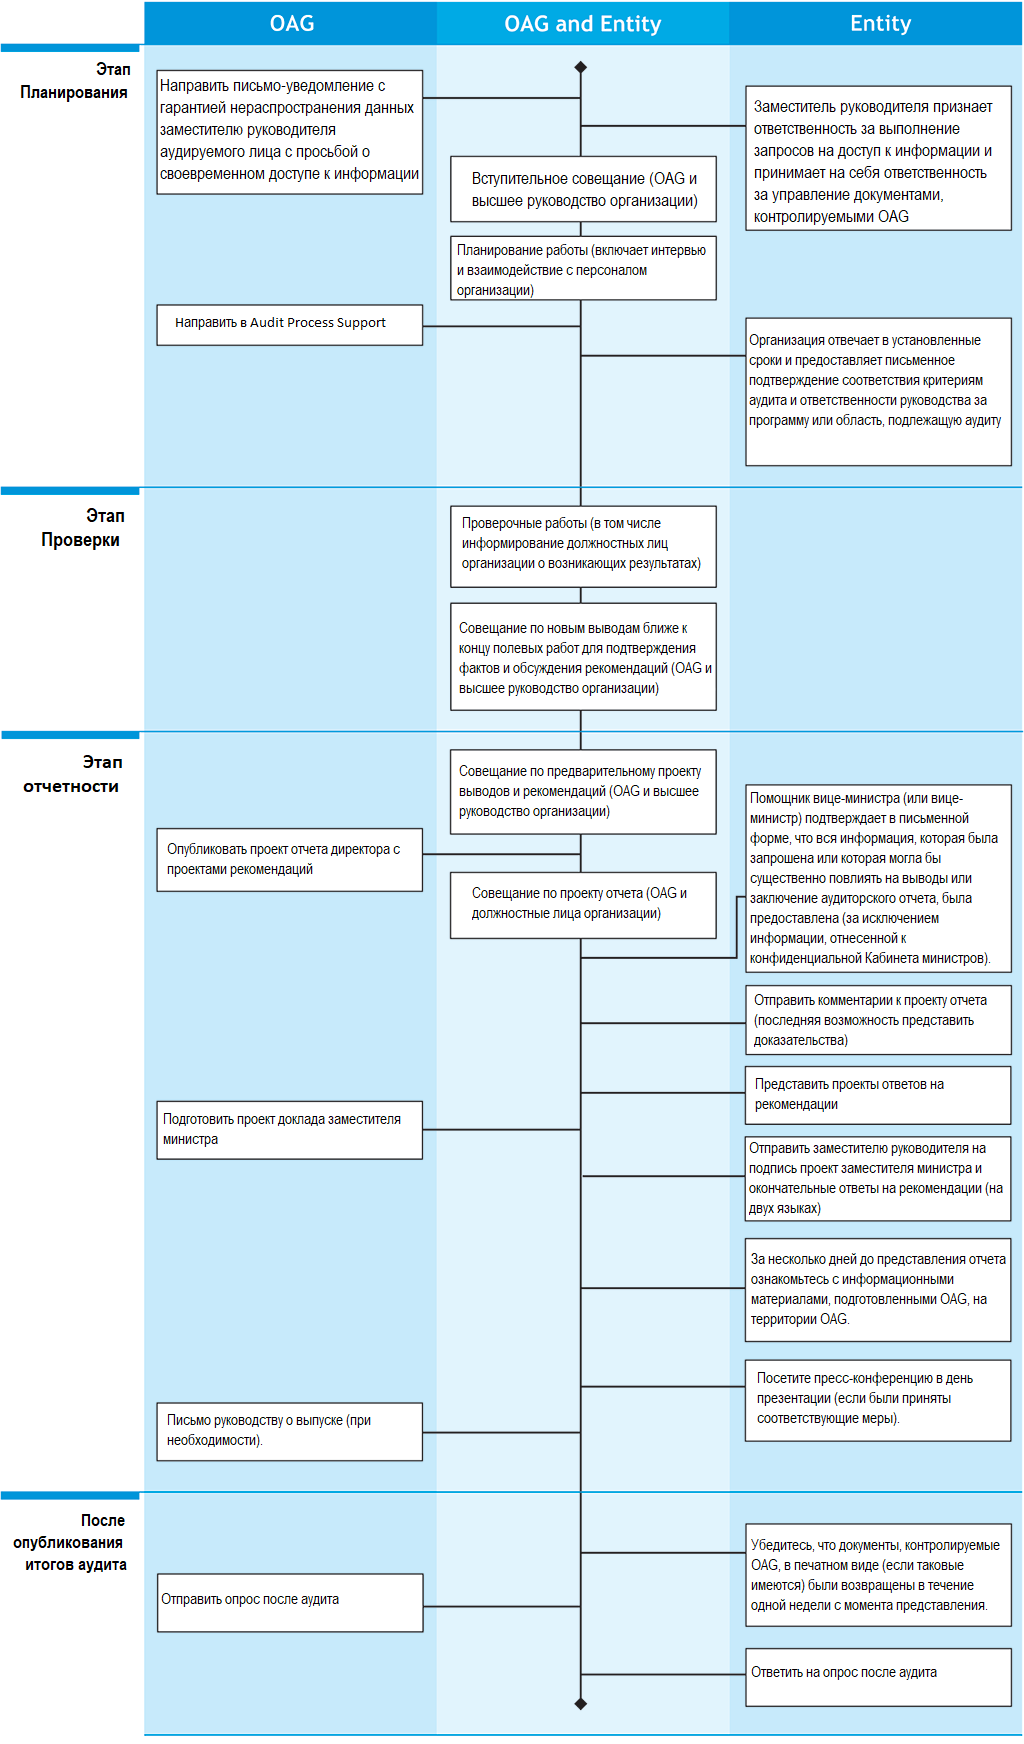 OAG
OAG and Entity
Entity
Этап
Планирования
Направить письмо-уведомление с
гарантией нераспространения данных
заместителю руководителя
аудируемого лица с просьбой о
своевременном доступе к информации
Заместитель руководителя признает
ответственность за выполнение
запросов на доступ к информации и
принимает на себя ответственность
за управление документами,
контролируемыми OAG
Вступительное совещание (OAG и
высшее руководство организации)
Планирование работы (включает интервью
и взаимодействие с персоналом
организации)
Направить в Audit Process Support
Организация отвечает в установленные
сроки и предоставляет письменное
подтверждение соответствия критериям
аудита и ответственности руководства за
программу или область, подлежащую аудиту
Этап
Проверки
Проверочные работы (в том числе
информирование должностных лиц
организации о возникающих результатах)
Совещание по новым выводам ближе к
концу полевых работ для подтверждения
фактов и обсуждения рекомендаций (OAG и
высшее руководство организации)
Этап
отчетности
Совещание по предварительному проекту
выводов и рекомендаций (OAG и высшее
руководство организации)
Помощник вице-министра (или вице-
министр) подтверждает в письменной
форме, что вся информация, которая была
запрошена или которая могла бы
существенно повлиять на выводы или
заключение аудиторского отчета, была
предоставлена (за исключением
информации, отнесенной к
конфиденциальной Кабинета министров).
Опубликовать проект отчета директора с
проектами рекомендаций
Совещание по проекту отчета (OAG и
должностные лица организации)
Отправить комментарии к проекту отчета
(последняя возможность представить
доказательства)
Представить проекты ответов на
рекомендации
Подготовить проект доклада заместителя
министра
Отправить заместителю руководителя на
подпись проект заместителя министра и
окончательные ответы на рекомендации (на
двух языках)
За несколько дней до представления отчета
ознакомьтесь с информационными
материалами, подготовленными OAG, на
территории OAG.
Посетите пресс-конференцию в день
презентации (если были приняты
соответствующие меры).
Письмо руководству о выпуске (при
необходимости).
После
опубликования
итогов аудита
Убедитесь, что документы, контролируемые
OAG, в печатном виде (если таковые
имеются) были возвращены в течение
одной недели с момента представления.
Отправить опрос после аудита
Ответить на опрос после аудита